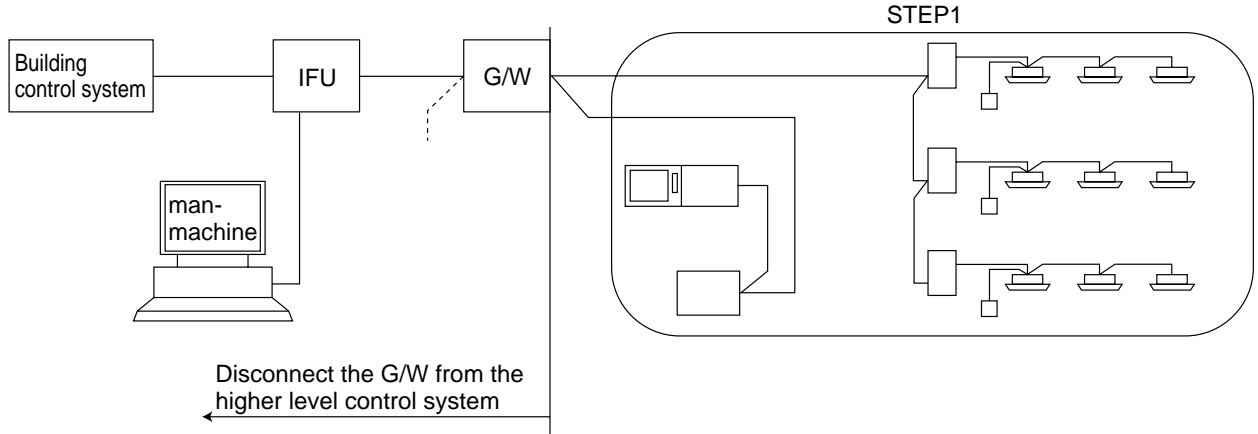 STEP1
Building
control system
IFU
G/W
man-
machine
Disconnect the G/W from the
higher level control system